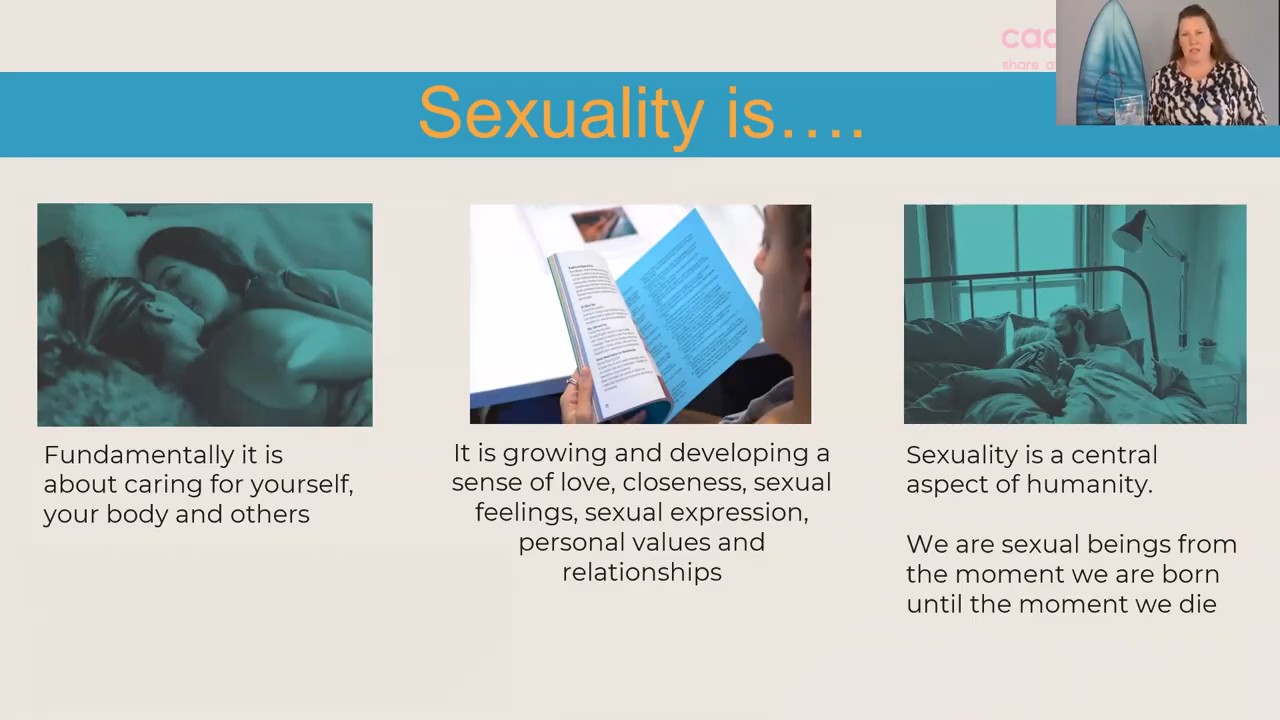 cac
share a
Sexuality is....
Fundamentally it is
about caring for yourself,
your body and others
It is growing and developing a
sense of love, closeness, sexual
feelings, sexual expression,
personal values and
relationships
Sexuality is a central
aspect of humanity.
We are sexual beings from
the moment we are born
until the moment we die